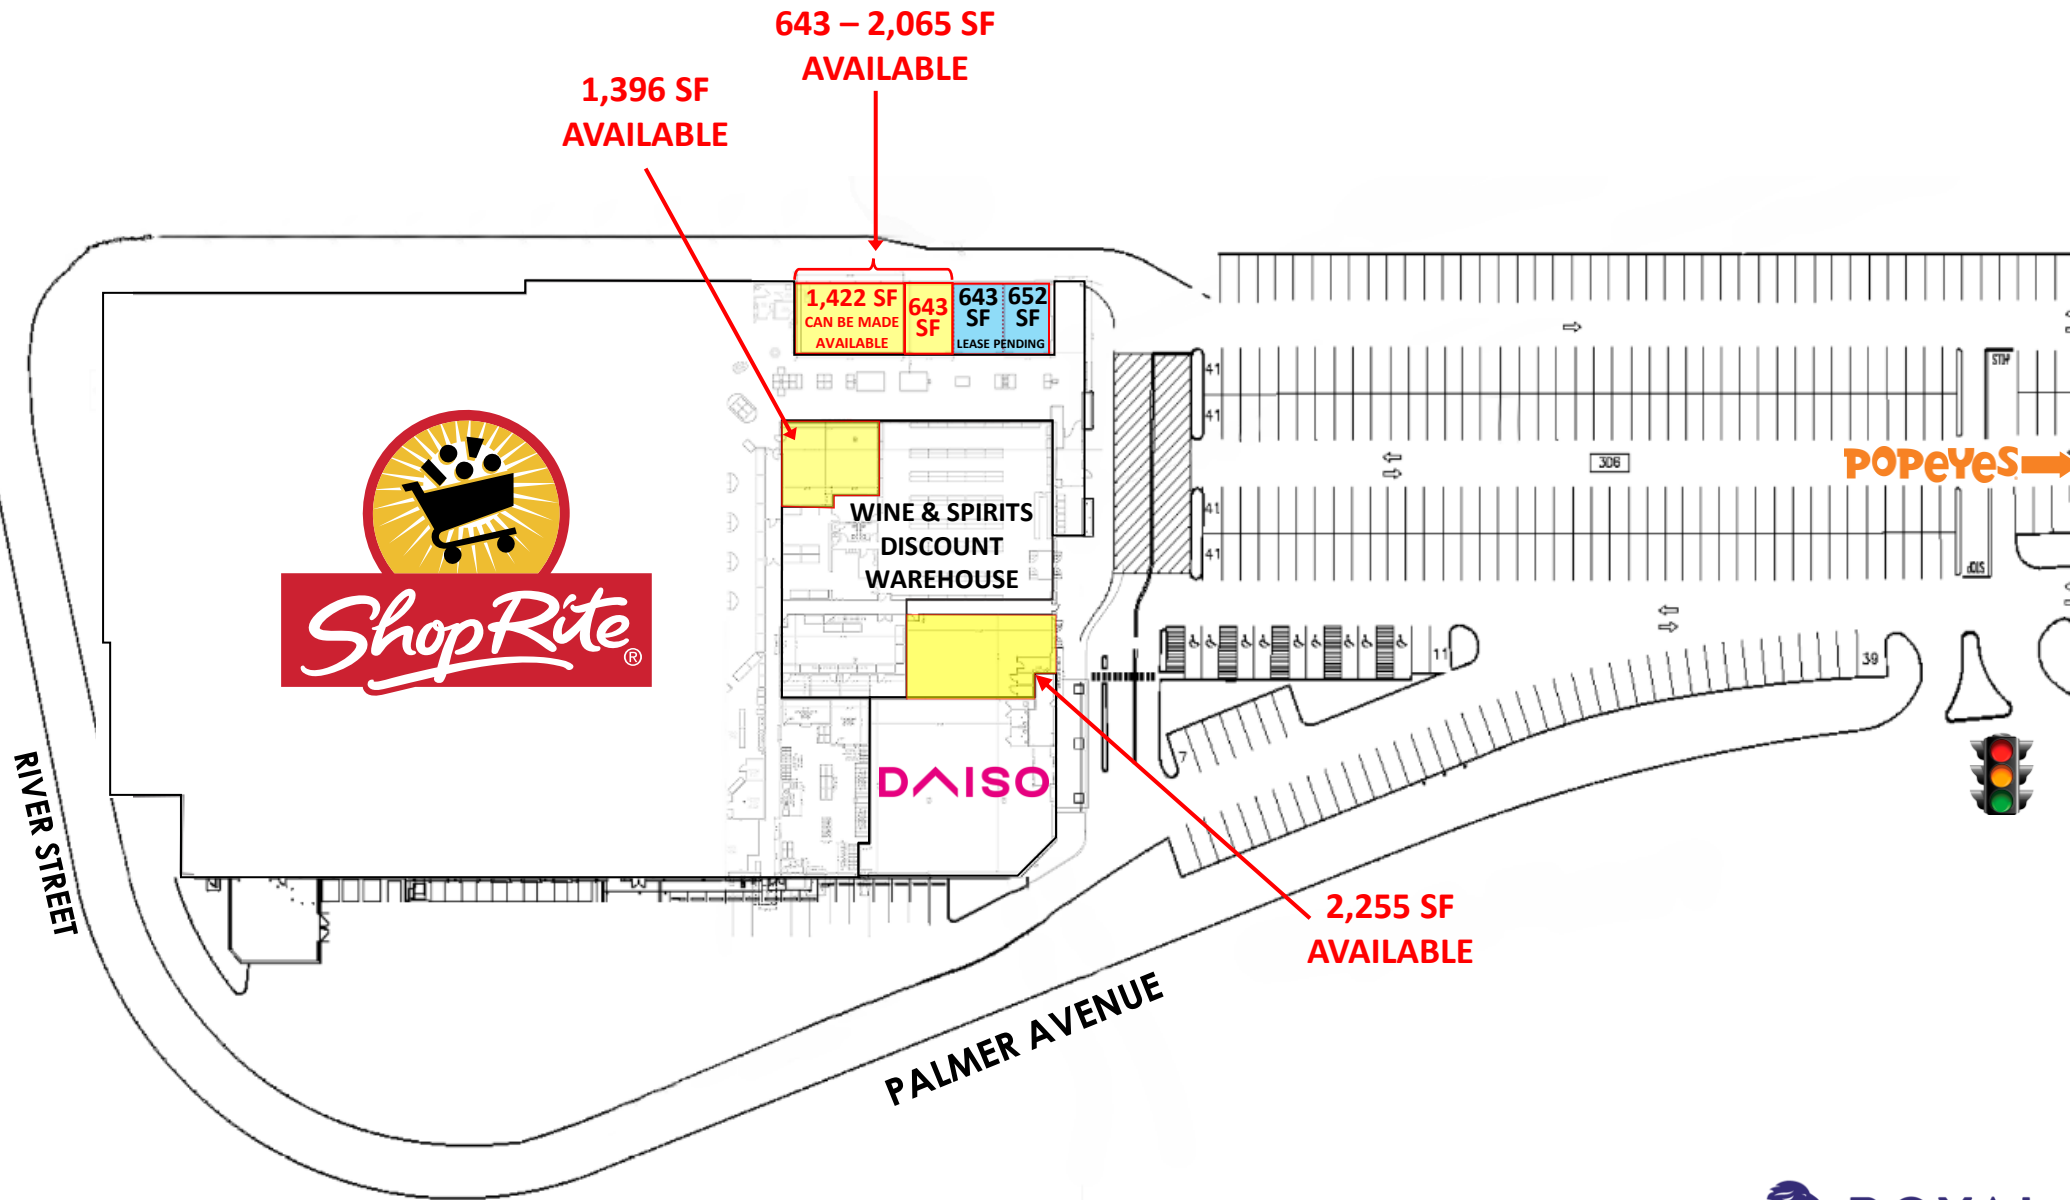 643 – 2,065 SF
AVAILABLE
1,396 SF
AVAILABLE
1,422 SF
CAN BE MADE
AVAILABLE
643
SF
643
SF
652
SF
LEASE PENDING
41
41
STOP
306
POPEYES
WINE & SPIRITS
DISCOUNT
WAREHOUSE
41
41
STOP
ShopRite®
11
39
7
DAISO
RIVER STREET
2,255 SF
AVAILABLE
PALMER AVENUE